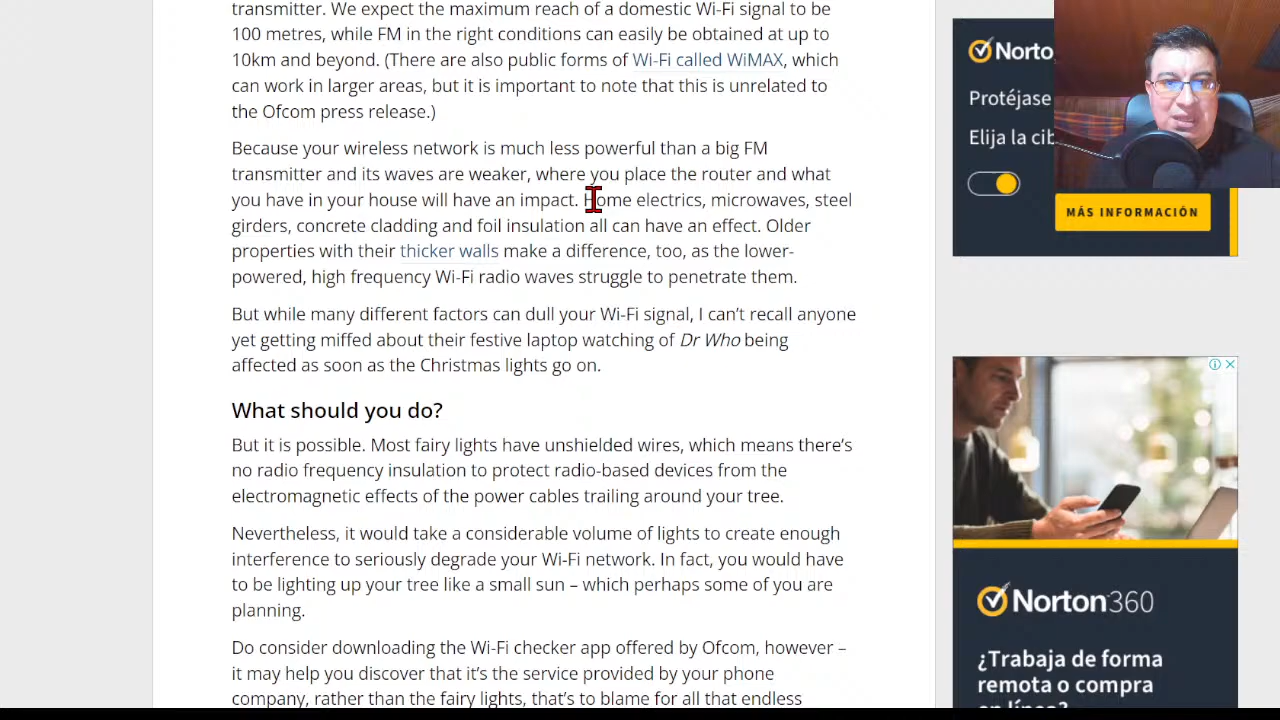 transmitter. We expect the maximum reach of a domestic Wi-Fi signal to be
100 metres, while FM in the right conditions can easily be obtained at up to
10km and beyond. (There are also public forms of Wi-Fi called WiMAX, which
can work in larger areas, but it is important to note that this is unrelated to
the Ofcom press release.)
Because your wireless network is much less powerful than a big FM
transmitter and its waves are weaker, where you place the router and what
you have in your house will have an impact. Home electrics, microwaves, steel
girders, concrete cladding and foil insulation all can have an effect. Older
properties with their thicker walls make a difference, too, as the lower-
powered, high frequency Wi-Fi radio waves struggle to penetrate them.
But while many different factors can dull your Wi-Fi signal, I can't recall anyone
yet getting miffed about their festive laptop watching of Dr Who being
affected as soon as the Christmas lights go on.
What should you do?
But it is possible. Most fairy lights have unshielded wires, which means there's
no radio frequency insulation to protect radio-based devices from the
electromagnetic effects of the power cables trailing around your tree.
Nevertheless, it would take a considerable volume of lights to create enough
interference to seriously degrade your Wi-Fi network. In fact, you would have
to be lighting up your tree like a small sun – which perhaps some of you are
planning.
Do consider downloading the Wi-Fi checker app offered by Ofcom, however –
it may help you discover that it's the service provided by your phone
company, rather than the fairy lights, that's to blame for all that endless
Norto
Protéjase
Elija la cib
MÁS INFORMACIÓN
Norton360
¿Trabaja de forma
remota o compra
en línea?